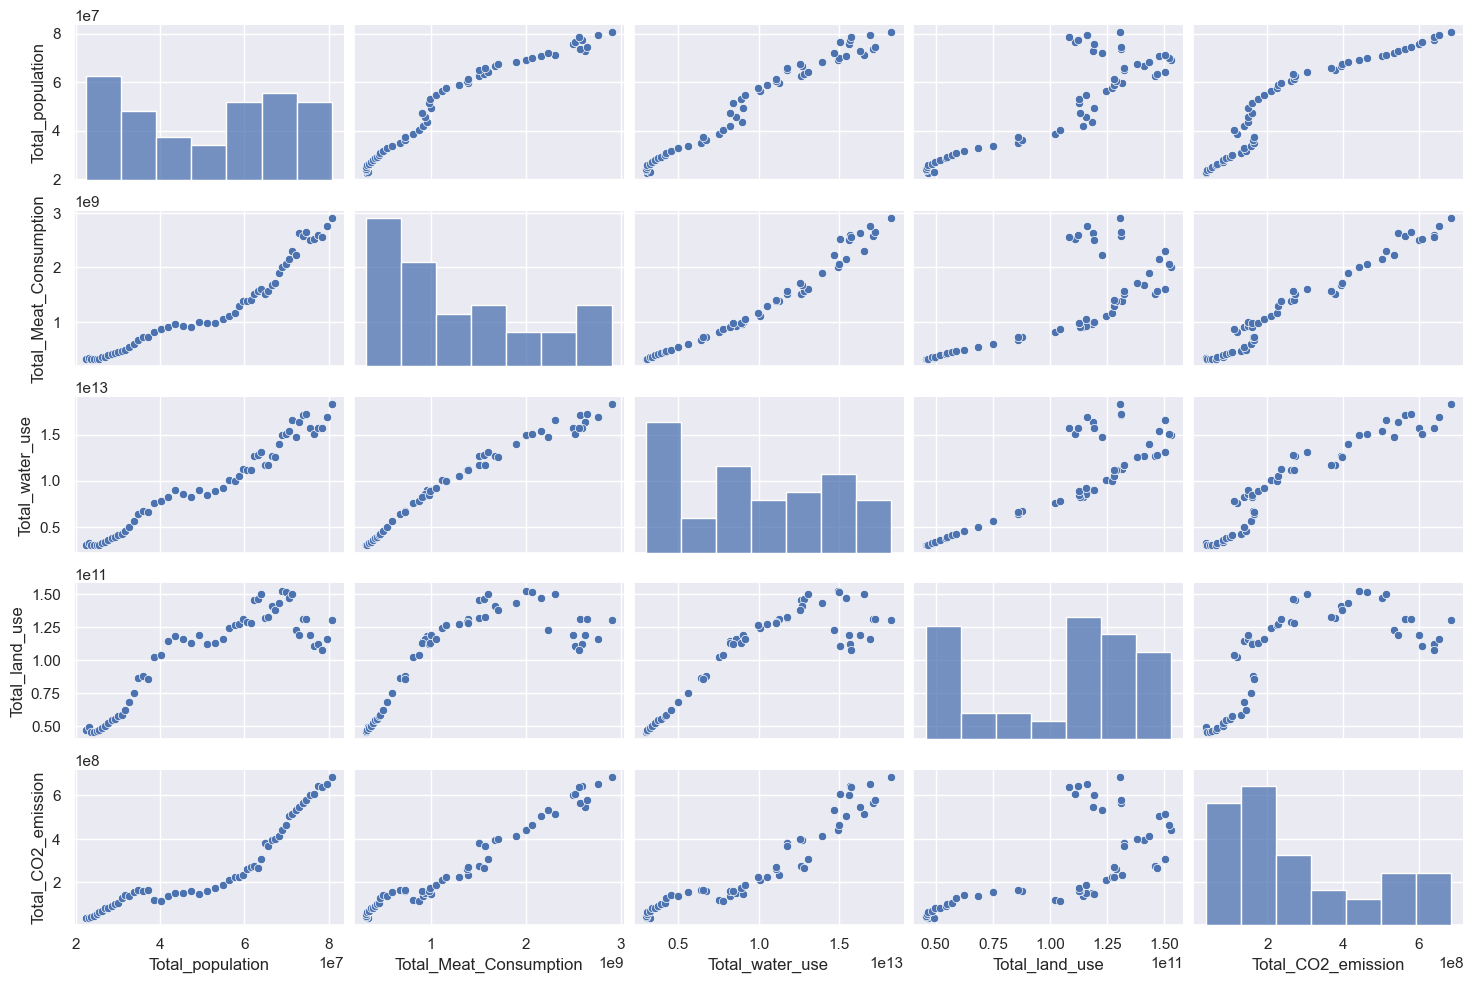 1e7
Total_population
8
6
4
2
1e9
Total_Meat_Consumption
3
2
1
1e13
Total_water_use
1.5
1.0
0.5
1e11
Total_land_use
1.50
1.25
1.00
0.75
0.50
1e8
Total_CO2_emission
6
4
2
2 4 6 8 1 2 3 0.5 1.0 1.5 0.50 0.75 1.00 1.25 1.50 2 4 6
Total_population 1e7 Total_Meat_Consumption 1e9 Total_water_use 1e13 Total_land_use 1e11 Total_CO2_emission 1e8